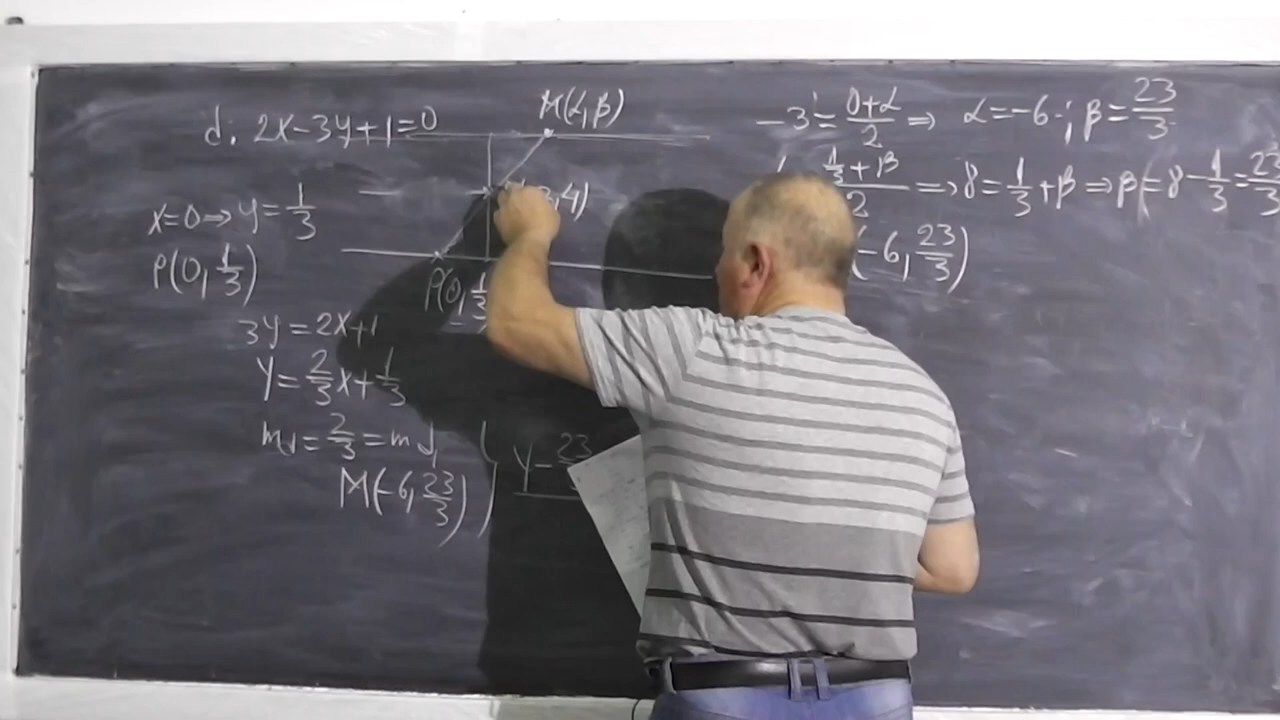 d: 2x-3y+1=0
x=0⇒y=1/3
P(0,1/3)
3y=2x+1
y=2/3x+1/3
m_d=2/3=m_d₁
M(-6,23/3)
y-23
M(α,β)
,4)
P(0,1/3
-3=(0+α)/2⇒ α=-6; β=23/3
(1/3+β)/2⇒8=1/3+β⇒β=8-1/3=23/3
(-6,23/3)